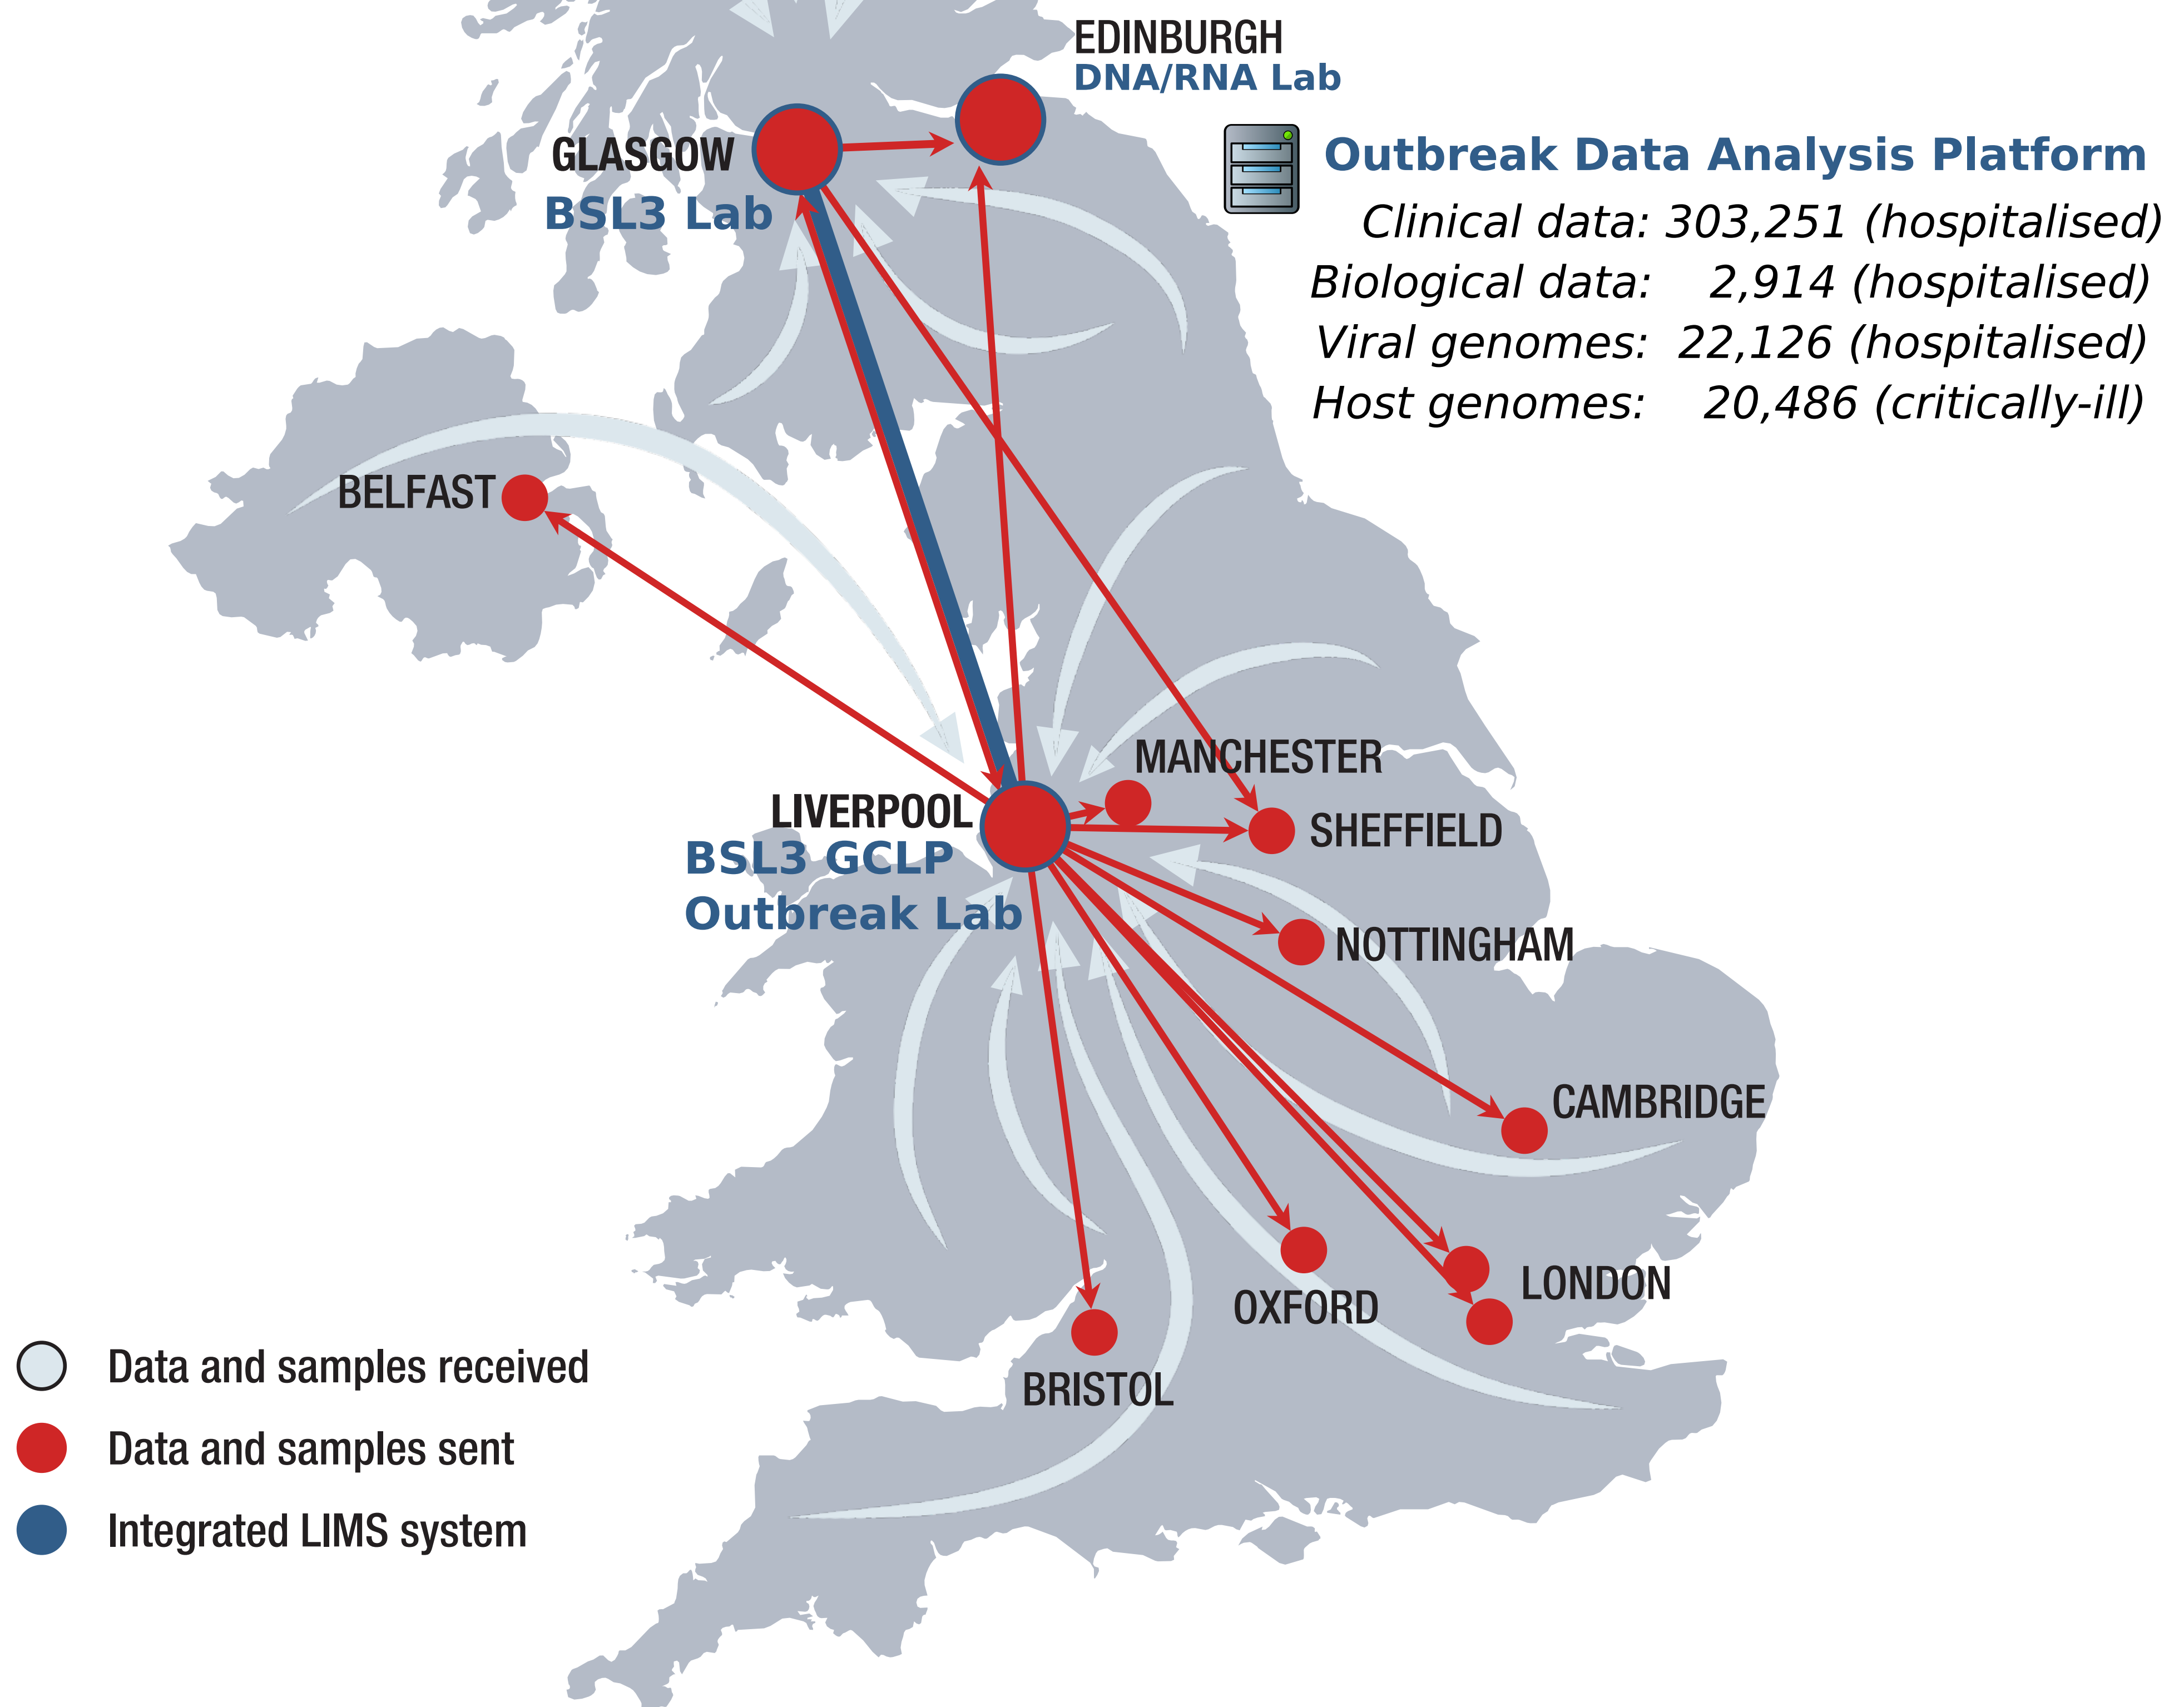 EDINBURGH
DNA/RNA Lab
GLASGOW
BSL3 Lab
Outbreak Data Analysis Platform
Clinical data: 303,251 (hospitalised)
Biological data: 2,914 (hospitalised)
Viral genomes: 22,126 (hospitalised)
Host genomes: 20,486 (critically-ill)
BELFAST
MANCHESTER
LIVERPOOL
BSL3 GCLP
Outbreak Lab
SHEFFIELD
NOTTINGHAM
CAMBRIDGE
LONDON
OXFORD
BRISTOL
Data and samples received
Data and samples sent
Integrated LIMS system